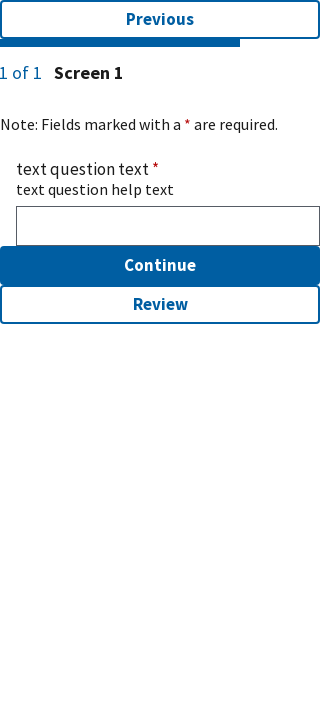 Previous
1 of 1 Screen 1
Note: Fields marked with a * are required.
text question text *
text question help text
Continue
Review